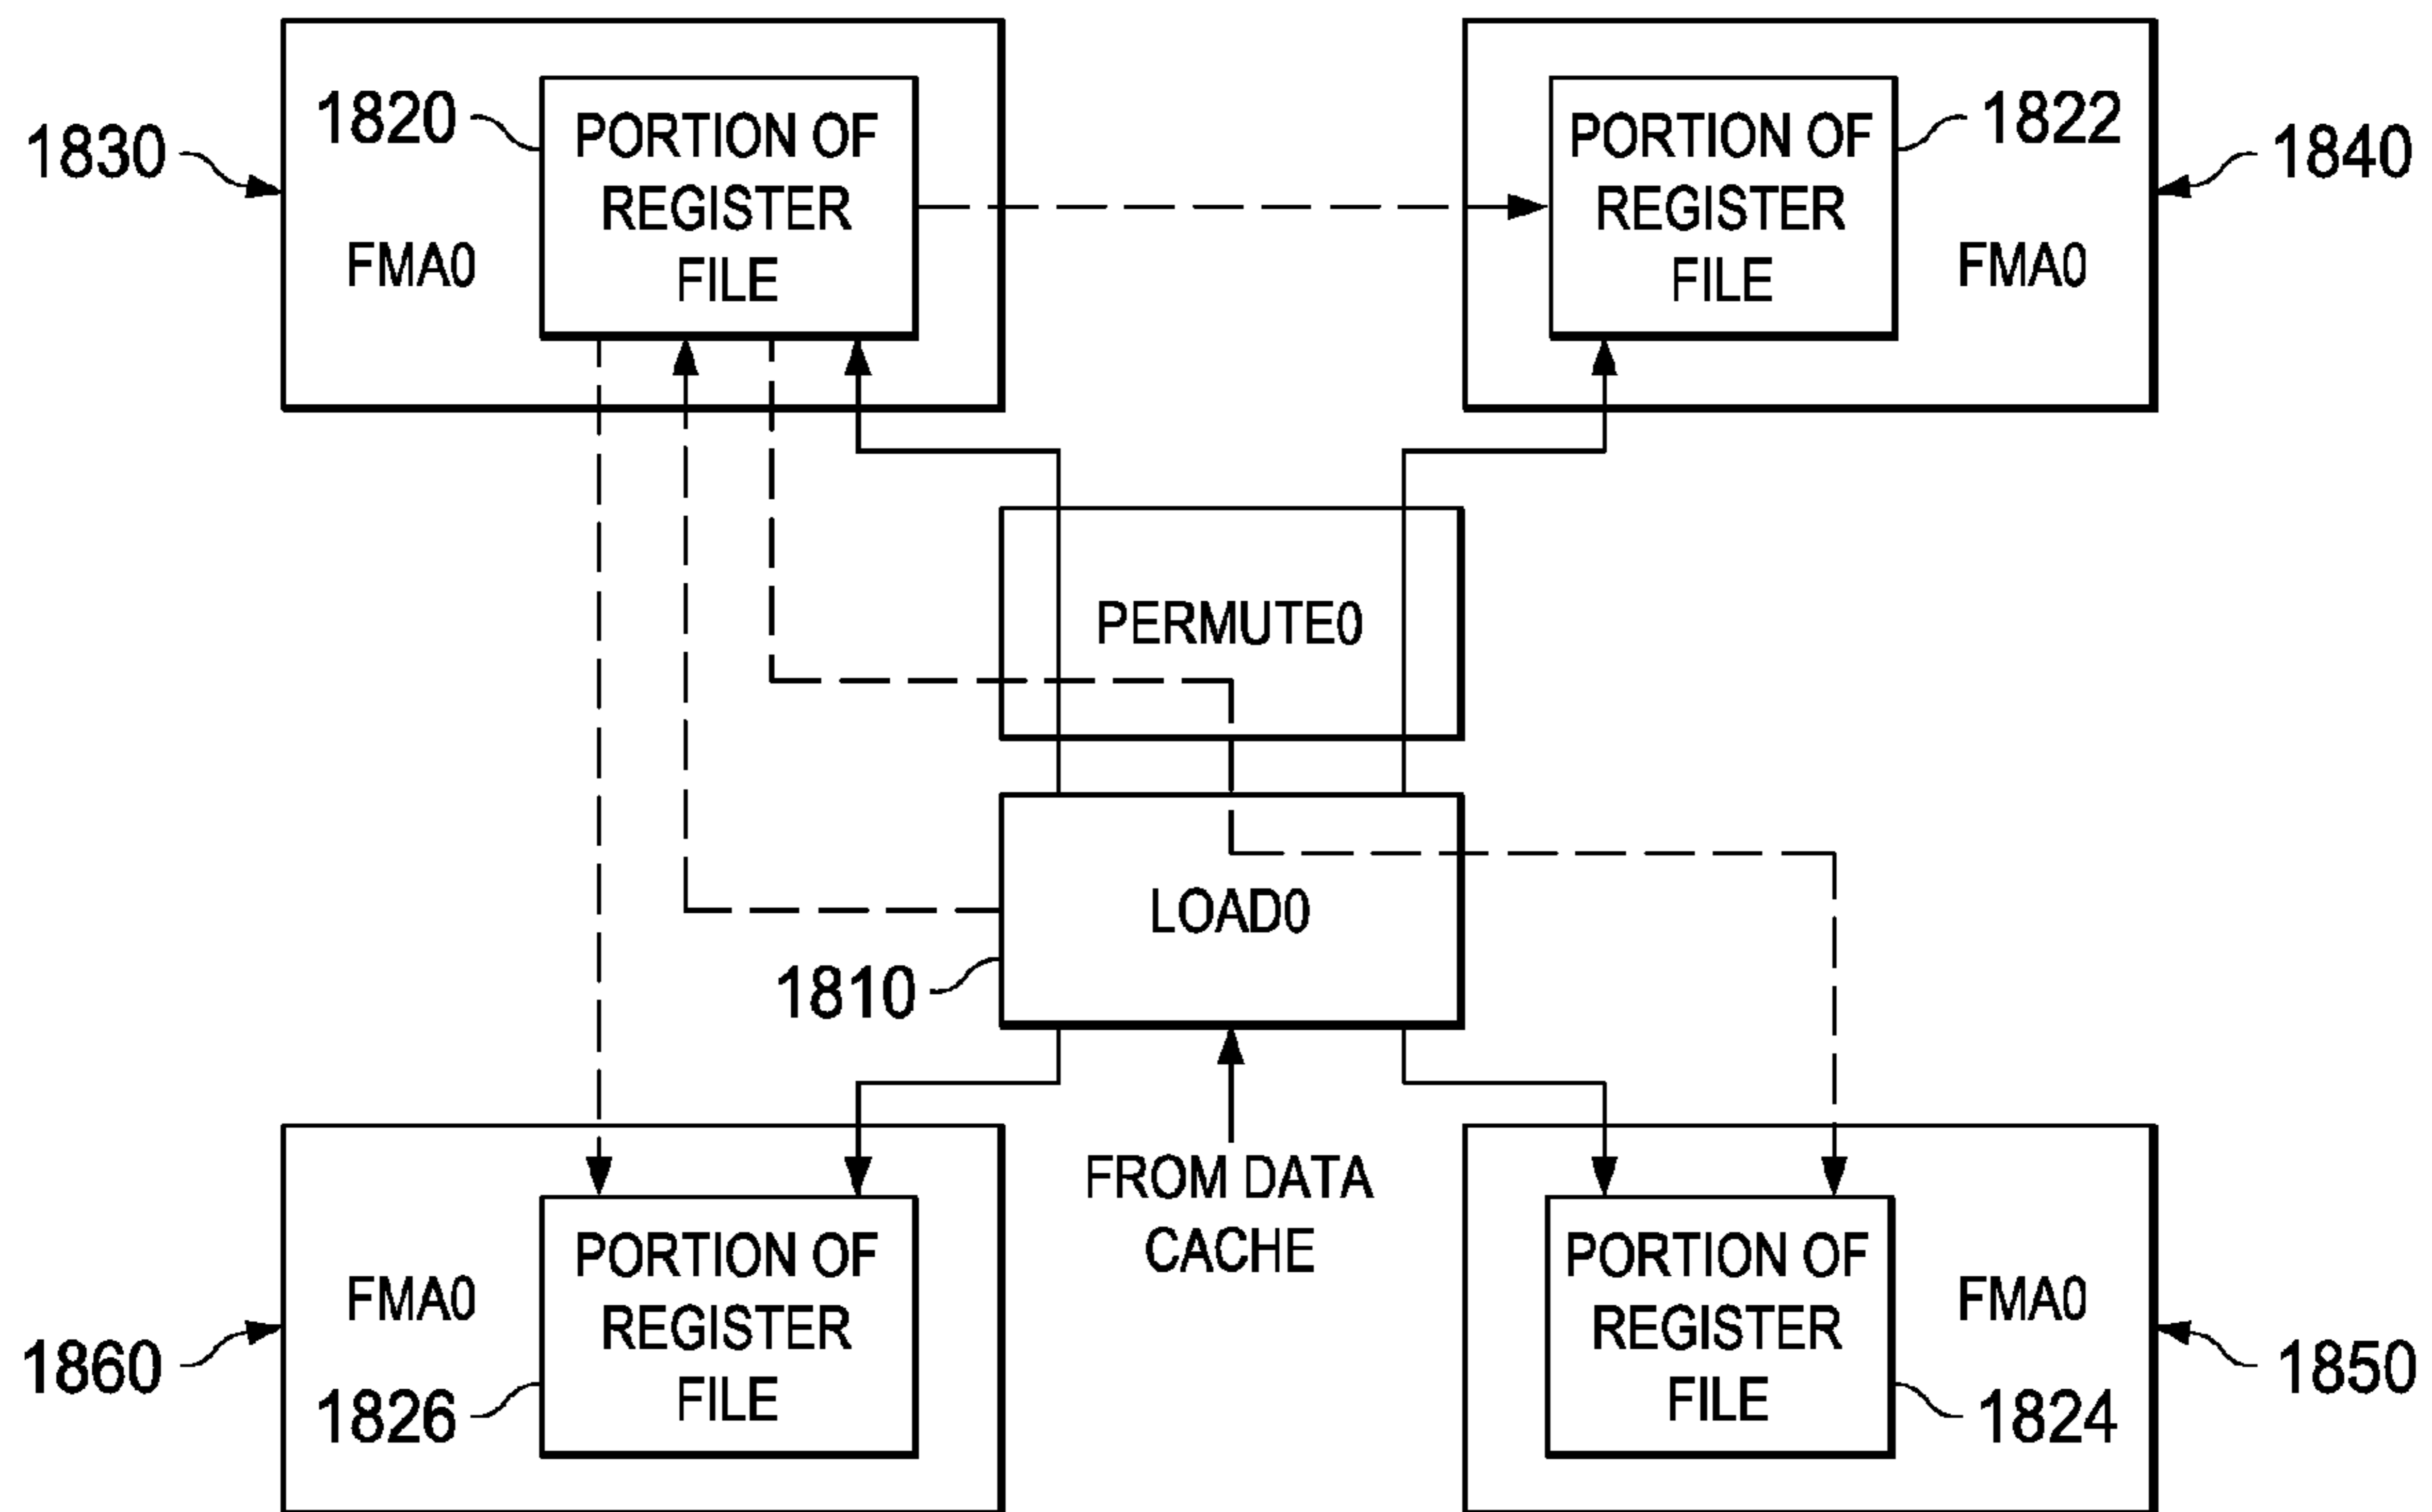 1830
1820
PORTION OF
REGISTER
FILE
FMA0
PORTION OF
REGISTER
FILE
1822
1840
FMA0
PERMUTE0
LOAD0
1810
FROM DATA
CACHE
1860
FMA0
1826
PORTION OF
REGISTER
FILE
PORTION OF
REGISTER
FILE
FMA0
1850
1824